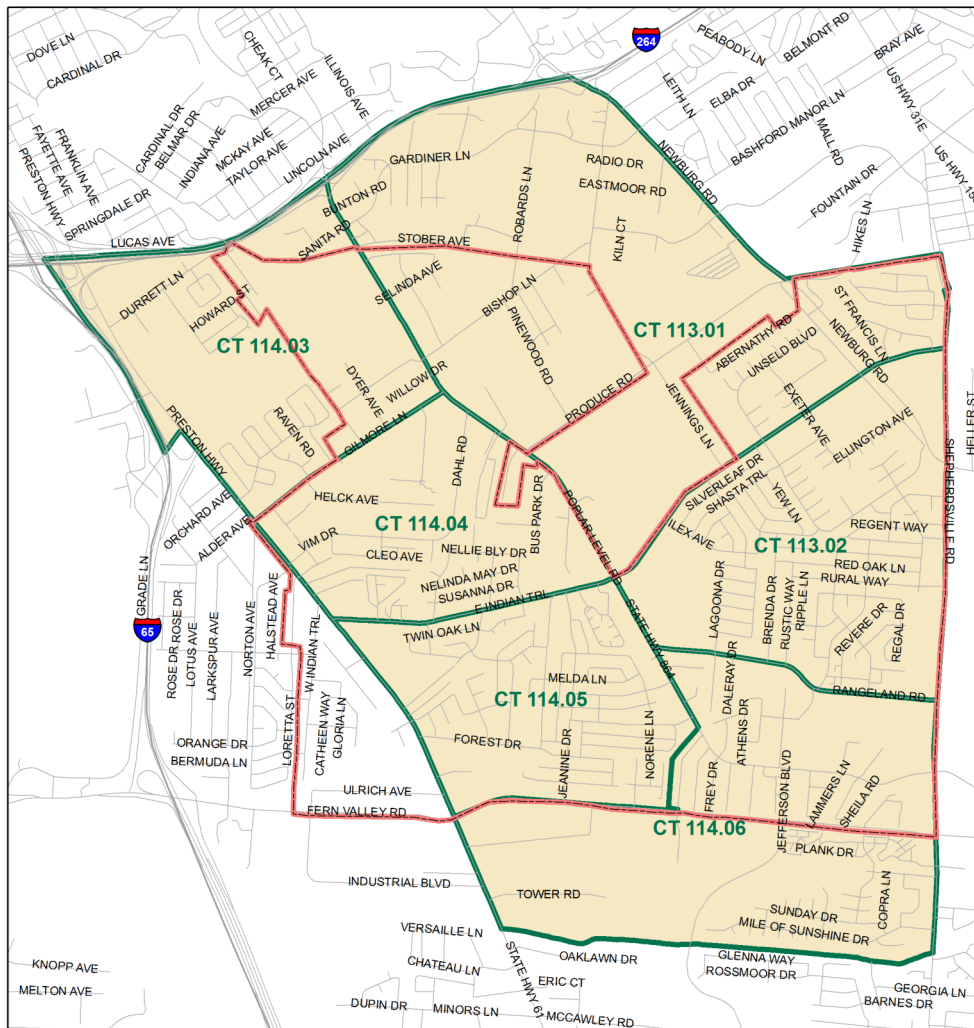 264
PEABODY LN
BELMONT RD
BRAY AVE
DOVE LN
CARDINAL DR
CHEAK CT
ILLINOIS AVE
MERCER AVE
LEITH LN
ELBA DR
US HWY 31E
BASHFORD MANOR LN
MALL RD
US HWY 150
CARDINAL DR
BELMAR DR
INDIANA AVE
MCKAY AVE
TAYLOR AVE
LINCOLN AVE
FRANKLIN AVE
FAYETTE AVE
PRESTON HWY
SPRINGDALE DR
LUCAS AVE
GARDINER LN
BUNTON RD
SANITA RD
RADIO DR
EASTMOOR RD
NEWBURG RD
FOUNTAIN DR
HIKES LN
ROBARDS LN
KILN CT
STOBER AVE
SELINDA AVE
BISHOP LN
PINEWOOD RD
DURRETT LN
HOWARD ST
CT 114.03
CT 113.01
ABERNATHY RD
UNSELD BLVD
ST FRANCIS LN
NEWBURG RD
DYER AVE
WILLOW DR
PRODUCE RD
JENNINGS LN
EXETER AVE
ELLINGTON AVE
HELLER ST
PRESTON HWY
RAVEN RD
GILMORE LN
DAHL RD
SHEPHERDSVILLE RD
SILVERLEAF DR
SHASTA TRL
YEW LN
ORCHARD AVE
ALDER AVE
HELCK AVE
CT 114.04
BUS PARK DR
POPLAR LEVEL RD
ILEX AVE
REGENT WAY
VIM DR
CLEO AVE
NELLIE BLY DR
NELINDA MAY DR
SUSANNA DR
E INDIAN TRL
CT 113.02
RED OAK LN
RURAL WAY
GRADE LN
65
ROSE DR
ROSE DR
LOTUS AVE
LARKSPUR AVE
NORTON AVE
HALSTEAD AVE
W INDIAN TRL
TWIN OAK LN
STATE HWY 864
LAGOONA DR
BRENDA DR
RUSTIC WAY
RIPPLE LN
REVERE DR
REGAL DR
MELDA LN
CT 114.05
DALERAY DR
ATHENS DR
RANGELAND RD
LORETTA ST
CATHEEN WAY
GLORIA LN
ORANGE DR
BERMUDA LN
FOREST DR
JEANINE DR
NORENE LN
FREY DR
JEFFERSON BLVD
LAMMERS LN
SHEILA RD
ULRICH AVE
FERN VALLEY RD
CT 114.06
PLANK DR
INDUSTRIAL BLVD
TOWER RD
COPRA LN
SUNDAY DR
MILE OF SUNSHINE DR
VERSAILLE LN
STATE HWY 61
OAKLAWN DR
GLENNA WAY
ROSSMOOR DR
KNOPP AVE
CHATEAU LN
ERIC CT
MELTON AVE
GEORGIA LN
BARNES DR
DUPIN DR
MINORS LN
MCCAWLEY RD